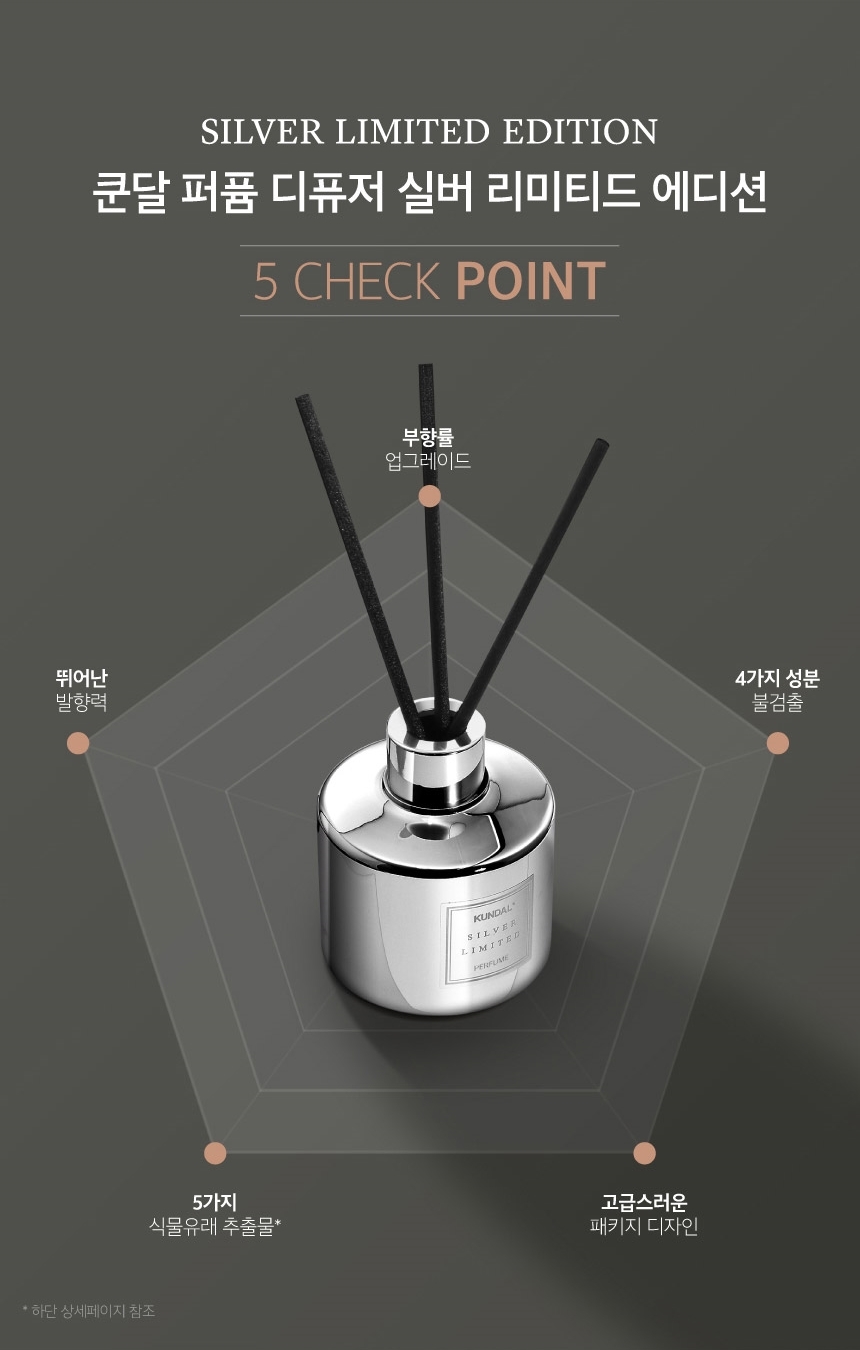 SILVER LIMITED EDITION
쿤달 퍼퓸 디퓨저 실버 리미티드 에디션
5 CHECK POINT
부향률
업그레이드
뛰어난
발향력
4가지 성분
불검출
KUNDAL
SILVER
LIMITED
PERFUME
5가지
식물유래 추출물*
고급스러운
패키지 디자인
* 하단 상세페이지 참조